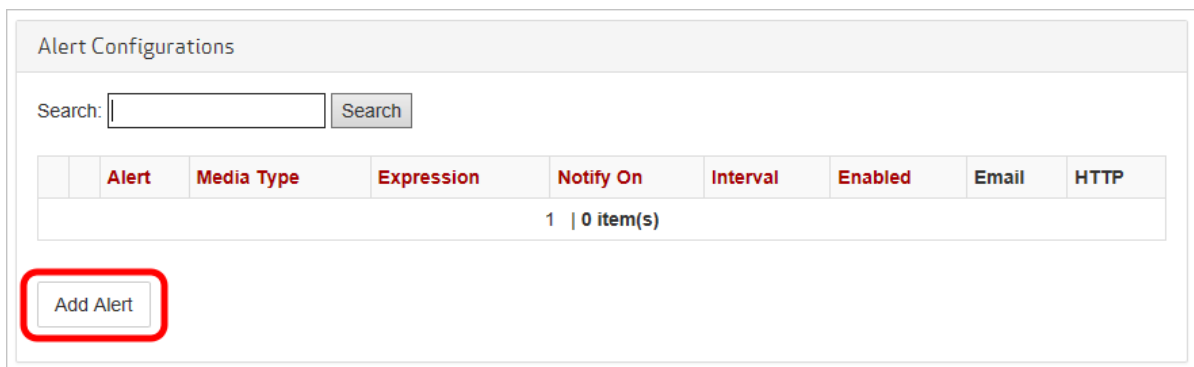 Alert Configurations
Search: Search
Alert Media Type Expression Notify On Interval Enabled Email HTTP
1 | 0 item(s)
Add Alert